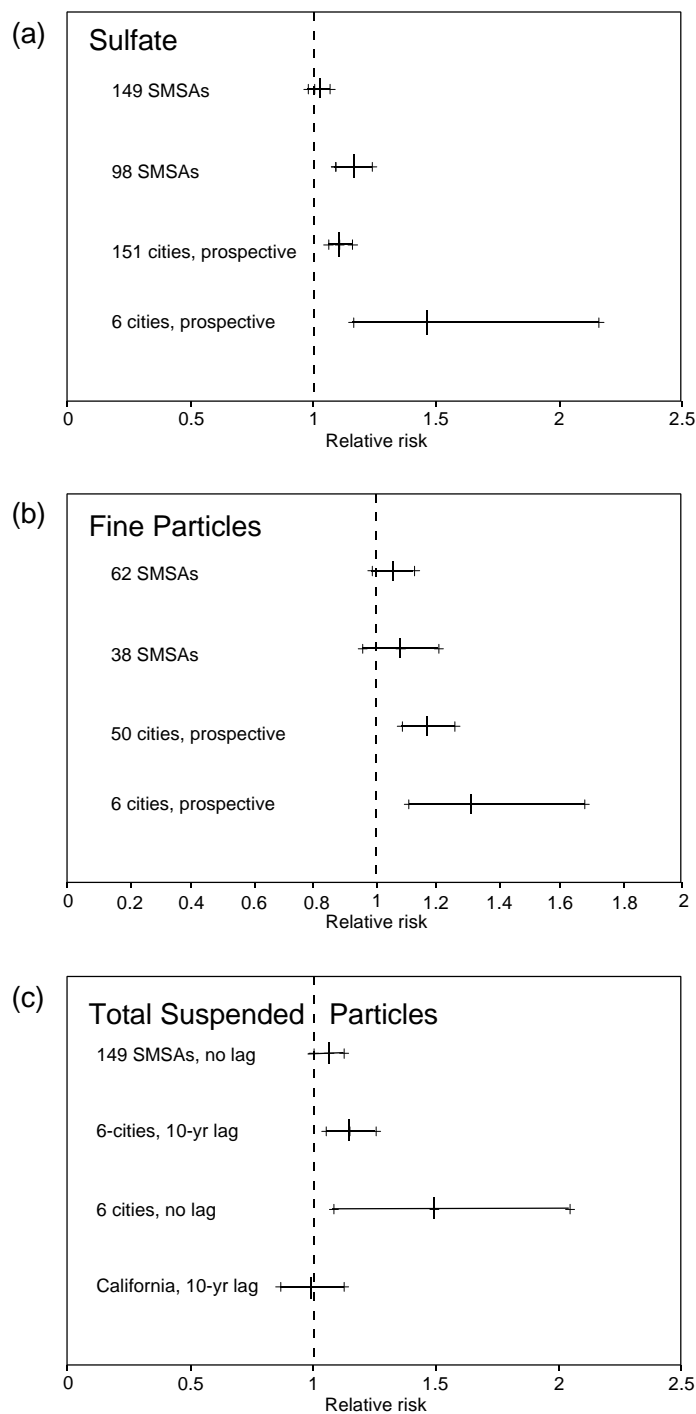 (a)
Sulfate
149 SMSAs
98 SMSAs
151 cities, prospective
6 cities, prospective
0 0.5 1 1.5 2 2.5
Relative risk
(b)
Fine Particles
62 SMSAs
38 SMSAs
50 cities, prospective
6 cities, prospective
0 0.2 0.4 0.6 0.8 1 1.2 1.4 1.6 1.8 2
Relative risk
(c)
Total Suspended Particles
149 SMSAs, no lag
6-cities, 10-yr lag
6 cities, no lag
California, 10-yr lag
0 0.5 1 1.5 2 2.5
Relative risk